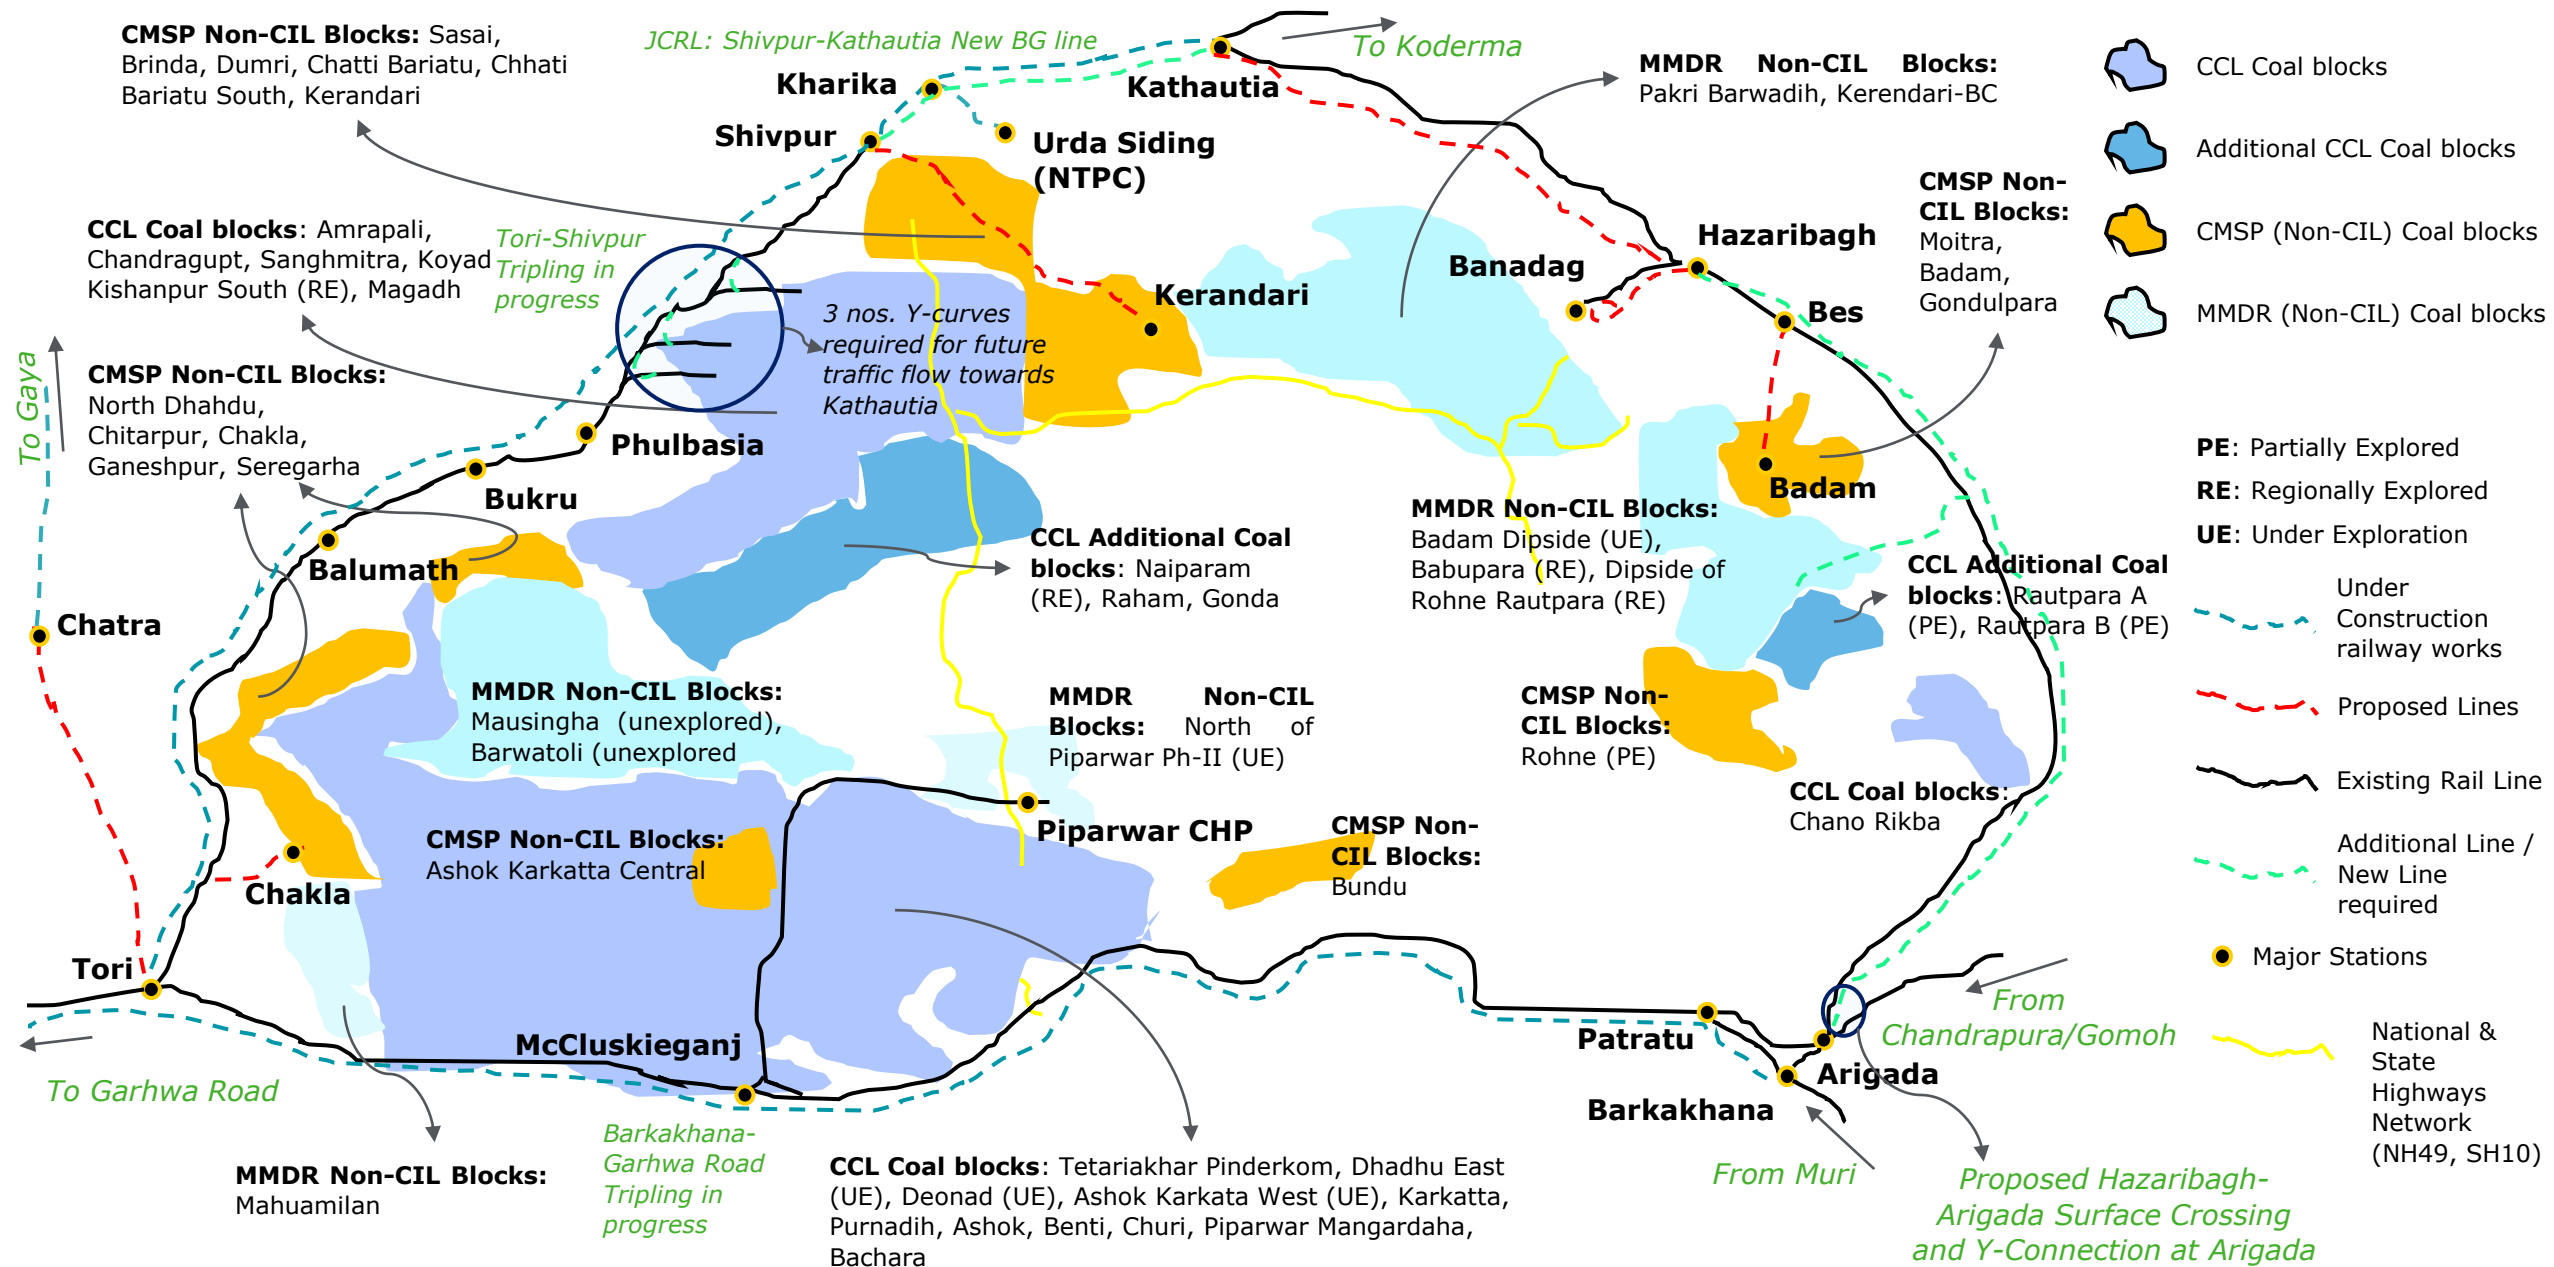 CMSP Non-CIL Blocks: Sasai,
Brinda, Dumri, Chatti Bariatu, Chhati
Bariatu South, Kerandari
JCRL: Shivpur-Kathautia New BG line
To Koderma
Kharika
Kathautia
Shivpur
Urda Siding
(NTPC)
MMDR Non-CIL Blocks:
Pakri Barwadih, Kerendari-BC
CCL Coal blocks
Additional CCL Coal blocks
CMSP (Non-CIL) Coal blocks
MMDR (Non-CIL) Coal blocks
CMSP Non-
CIL Blocks:
Moitra,
Badam,
Gondulpara
CCL Coal blocks: Amrapali,
Chandragupt, Sanghmitra, Koyad
Kishanpur South (RE), Magadh
Tori-Shivpur
Tripling in
progress
Hazaribagh
Banadag
Kerandari
Bes
3 nos. Y-curves
required for future
traffic flow towards
Kathautia
To Gaya
CMSP Non-CIL Blocks:
North Dhahdu,
Chitarpur, Chakla,
Ganeshpur, Seregarha
Phulbasia
Bukru
Balumath
Chatra
Badam
PE: Partially Explored
RE: Regionally Explored
UE: Under Exploration
CCL Additional Coal
blocks: Naiparam
(RE), Raham, Gonda
MMDR Non-CIL Blocks:
Badam Dipside (UE),
Babupara (RE), Dipside of
Rohne Rautpara (RE)
CCL Additional Coal
blocks: Rautpara A
(PE), Rautpara B (PE)
Under
Construction
railway works
Proposed Lines
Existing Rail Line
Additional Line /
New Line
required
Major Stations
National &
State
Highways
Network
(NH49, SH10)
MMDR Non-CIL Blocks:
Mausingha (unexplored),
Barwatoli (unexplored
MMDR Non-CIL
Blocks: North of
Piparwar Ph-II (UE)
CMSP Non-
CIL Blocks:
Rohne (PE)
CCL Coal blocks:
Chano Rikba
CMSP Non-CIL Blocks:
Ashok Karkatta Central
Piparwar CHP
CMSP Non-
CIL Blocks:
Bundu
Chakla
Tori
McCluskieganj
Patratu
Arigada
Barkakhana
From
Chandrapura/Gomoh
To Garhwa Road
From Muri
MMDR Non-CIL Blocks:
Mahuamilan
Barkakhana-
Garhwa Road
Tripling in
progress
CCL Coal blocks: Tetariakhar Pinderkom, Dhadhu East
(UE), Deonad (UE), Ashok Karkata West (UE), Karkatta,
Purnadih, Ashok, Benti, Churi, Piparwar Mangardaha,
Bachara
Proposed Hazaribagh-
Arigada Surface Crossing
and Y-Connection at Arigada